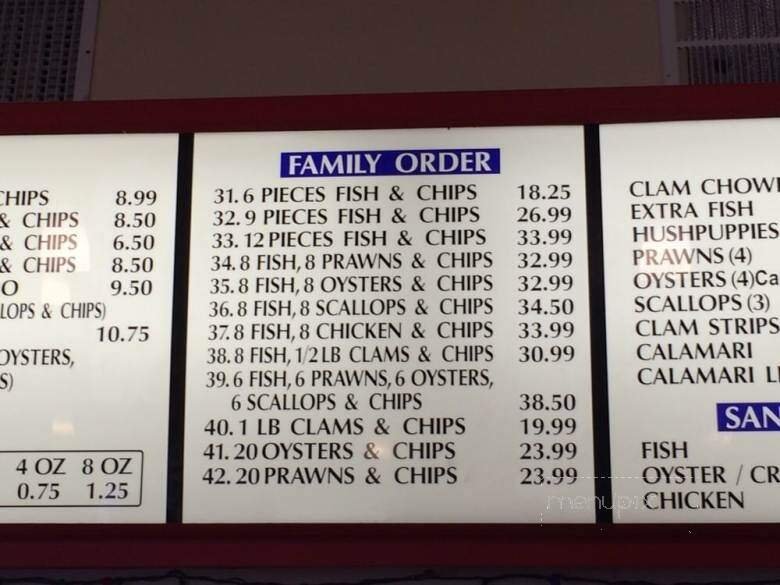 CHIPS 8.99
& CHIPS 8.50
& CHIPS 6.50
& CHIPS 8.50
O 9.50
LOPS & CHIPS)
10.75
OYSTERS,
S)
4 OZ 8 OZ
0.75 1.25
FAMILY ORDER
31. 6 PIECES FISH & CHIPS 18.25
32. 9 PIECES FISH & CHIPS 26.99
33. 12 PIECES FISH & CHIPS 33.99
34. 8 FISH, 8 PRAWNS & CHIPS 32.99
35. 8 FISH, 8 OYSTERS & CHIPS 32.99
36. 8 FISH, 8 SCALLOPS & CHIPS 34.50
37. 8 FISH, 8 CHICKEN & CHIPS 33.99
38. 8 FISH, 1/2 LB CLAMS & CHIPS 30.99
39. 6 FISH, 6 PRAWNS, 6 OYSTERS,
6 SCALLOPS & CHIPS 38.50
40. 1 LB CLAMS & CHIPS 19.99
41. 20 OYSTERS & CHIPS 23.99
42. 20 PRAWNS & CHIPS 23.99
CLAM CHOW
EXTRA FISH
HUSHPUPPIES
PRAWNS (4)
OYSTERS (4) Ca
SCALLOPS (3)
CLAM STRIPS
CALAMARI
CALAMARI
SAN
FISH
OYSTER / CR
CHICKEN